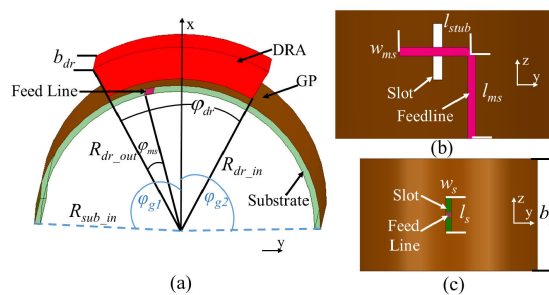 x
b_dr
DRA
GP
Feed Line
φ_dr
φ_ms
R_dr_out
R_dr_in
Substrate
R_sub_in
φ_g1
φ_g2
y
(a)
l_stub
w_ms
Slot
l_ms
Feedline
z
y
(b)
w_s
Slot
Feed
Line
l_s
z
y
(c)